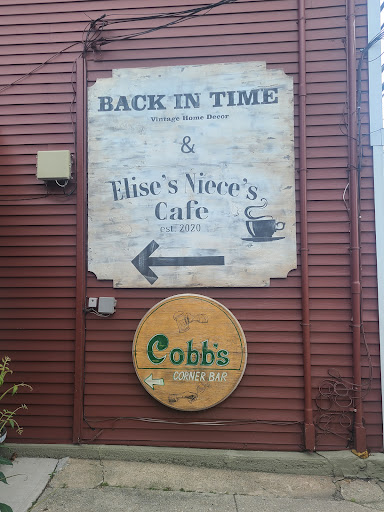 BACK IN TIME
Vintage Home Decor
&
Elise's Niece's
Cafe
est. 2020
Cobb's
CORNER BAR